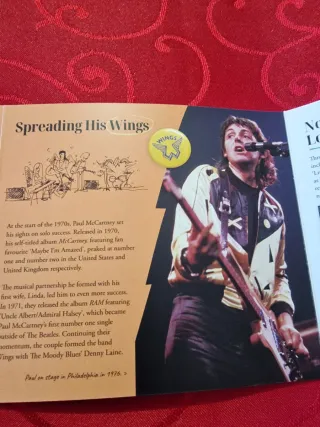 Spreading His Wings
WINGS
No
L
At the start of the 1970s, Paul McCartney set
his sights on solo success. Released in 1970,
his self-titled album McCartney featuring fan
favourite 'Maybe I'm Amazed', peaked at number
one and number two in the United States and
United Kingdom respectively.
The musical partnership he formed with his
first wife, Linda, led him to even more success.
In 1971, they released the album RAM featuring
'Uncle Albert/Admiral Halsey', which became
Paul McCartney's first number one single
outside of The Beatles. Continuing their
momentum, the couple formed the band
Wings with The Moody Blues' Denny Laine.
Paul on stage in Philadelphia in 1976.